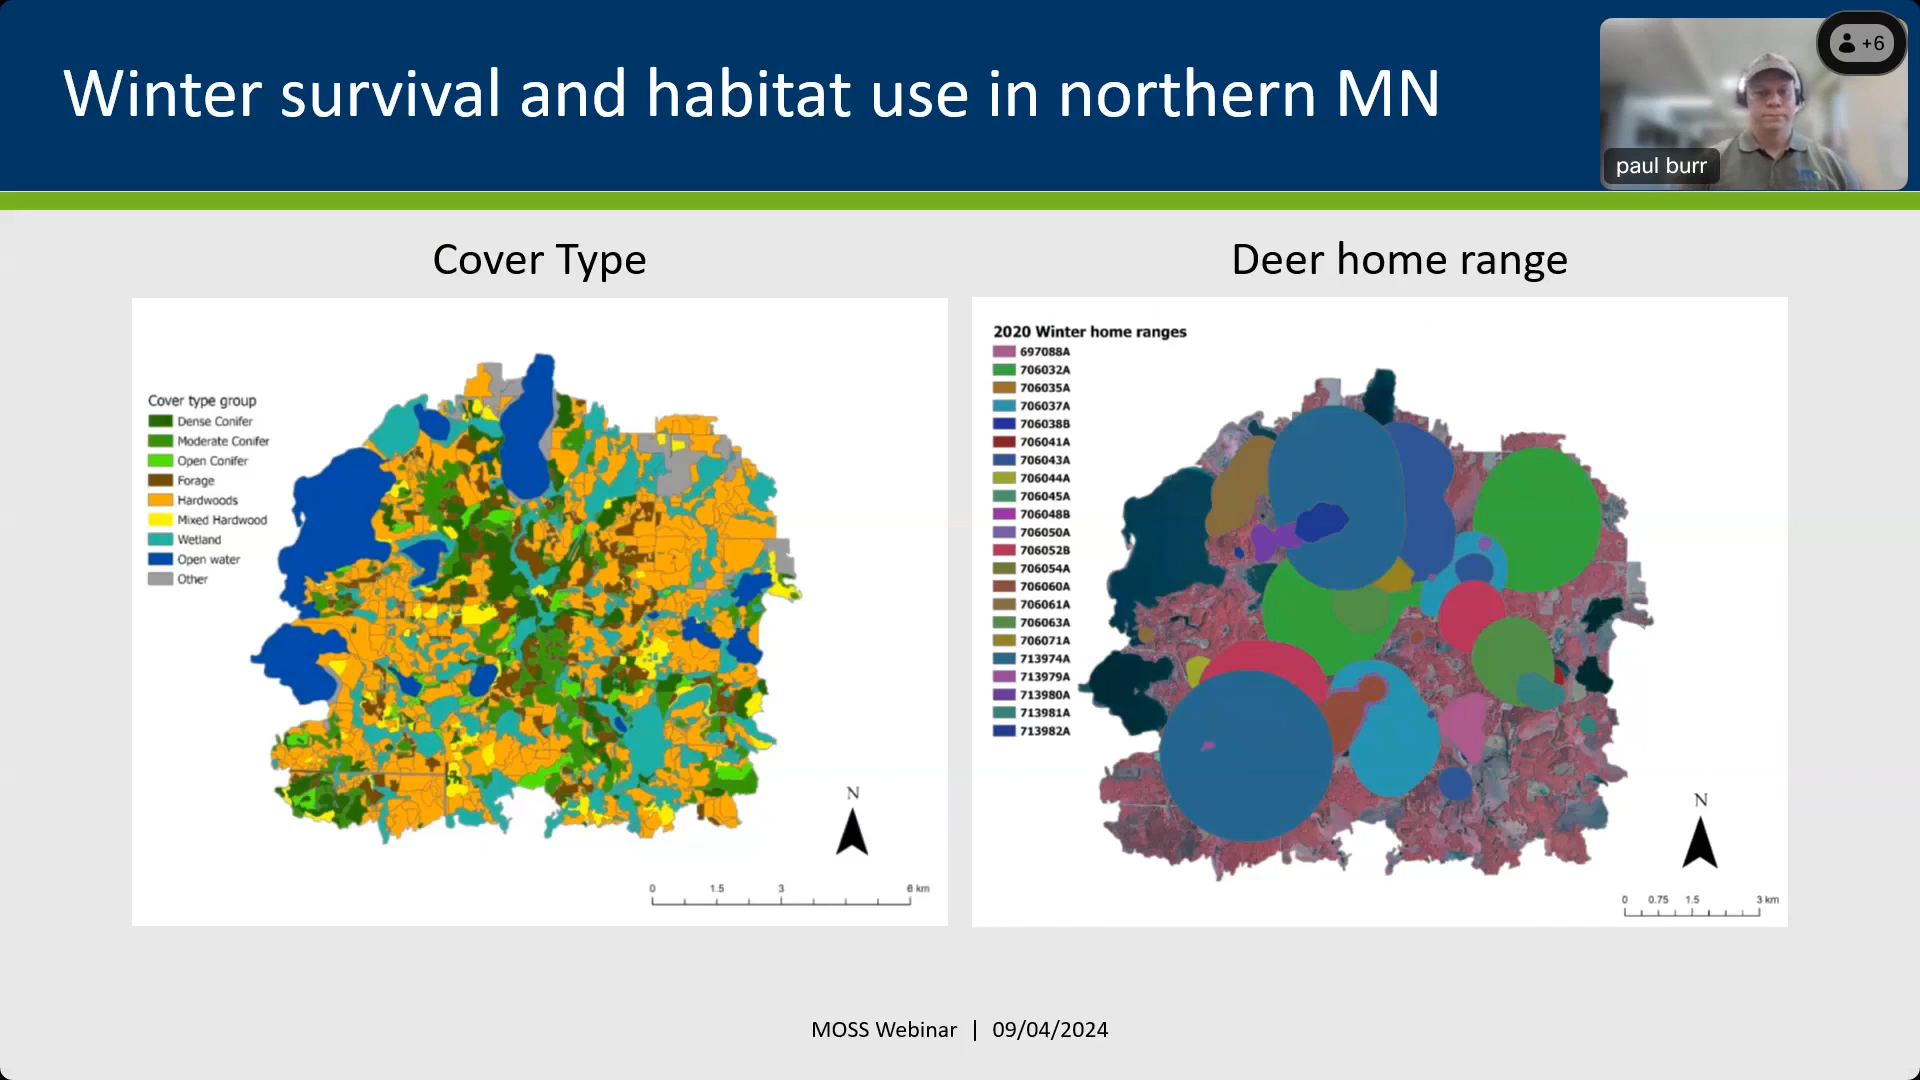 Winter survival and habitat use in northern MN
+6
paul burr
Cover Type
Deer home range
Cover type group
Dense Conifer
Moderate Conifer
Open Conifer
Forage
Hardwoods
Mixed Hardwood
Wetland
Open water
Other
N
0 1.5 3 6 km
2020 Winter home ranges
697088A
706032A
706035A
706037A
706038B
706041A
706043A
706044A
706045A
706048B
706050A
706052B
706054A
706060A
706061A
706063A
706071A
713974A
713979A
713980A
713981A
713982A
N
0 0.75 1.5 3 km
MOSS Webinar | 09/04/2024